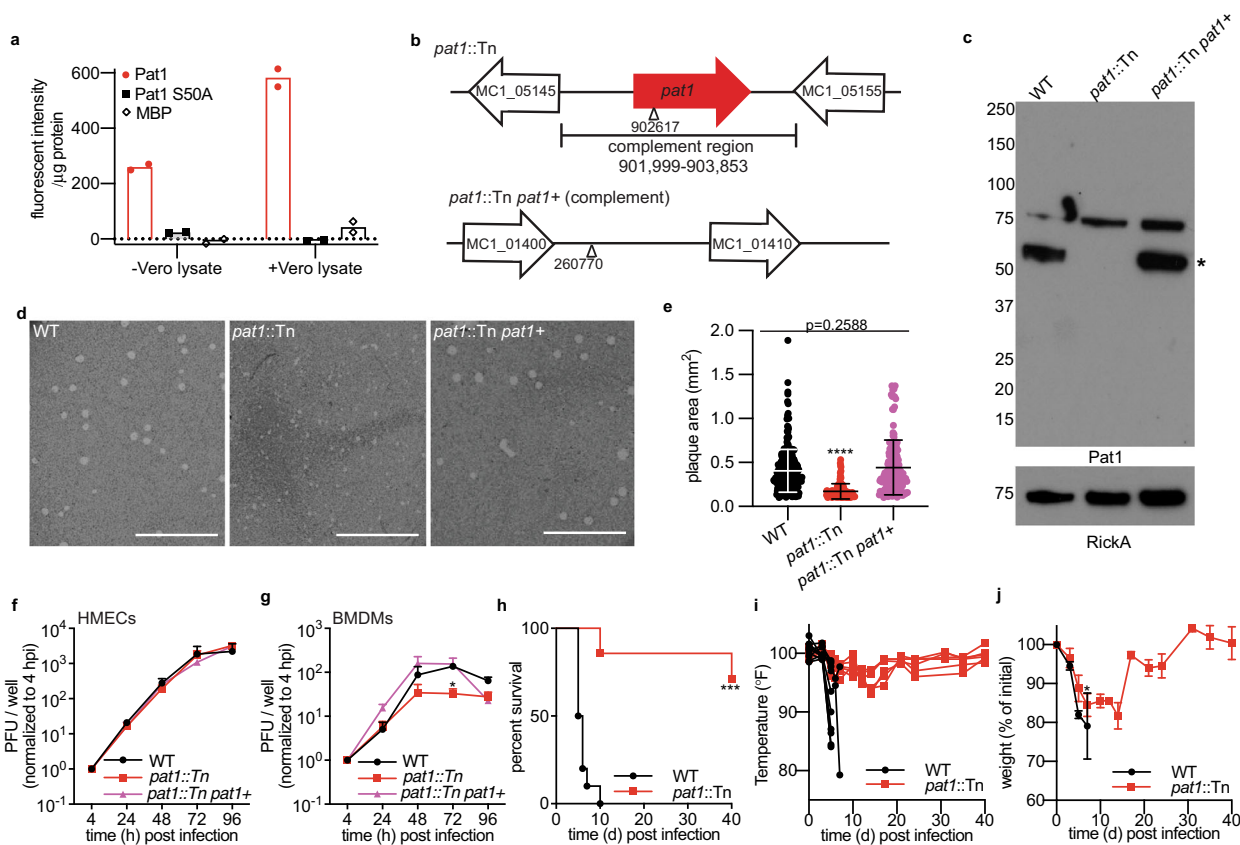 a
fluorescent intensity
/µg protein
600
400
200
0
Pat1
Pat1 S50A
MBP
-Vero lysate
+Vero lysate
b
pat1::Tn
MC1_05145
pat1
MC1_05155
902617
complement region
901,999-903,853
pat1::Tn pat1+ (complement)
MC1_01400
MC1_01410
260770
c
WT
pat1::Tn
pat1::Tn pat1+
250
150
100
75
50
37
25
20
15
*
Pat1
75
RickA
d
WT
pat1::Tn
pat1::Tn pat1+
e
plaque area (mm2)
2.0
1.5
1.0
0.5
0.0
p=0.2588
****
WT
pat1::Tn
pat1::Tn pat1+
f
HMECs
PFU / well
(normalized to 4 hpi)
104
103
102
101
100
10-1
WT
pat1::Tn
pat1::Tn pat1+
4 24 48 72 96
time (h) post infection
g
BMDMs
PFU / well
(normalized to 4 hpi)
103
102
101
100
10-1
*
WT
pat1::Tn
pat1::Tn pat1+
4 24 48 72 96
time (h) post infection
h
percent survival
100
50
0
***
WT
pat1::Tn
0 20 40
time (d) post infection
i
Temperature (°F)
100
90
80
WT
pat1::Tn
0 10 20 30 40
time (d) post infection
j
weight (% of initial)
100
90
80
70
60
*
WT
pat1::Tn
0 20 40
time (d) post infection